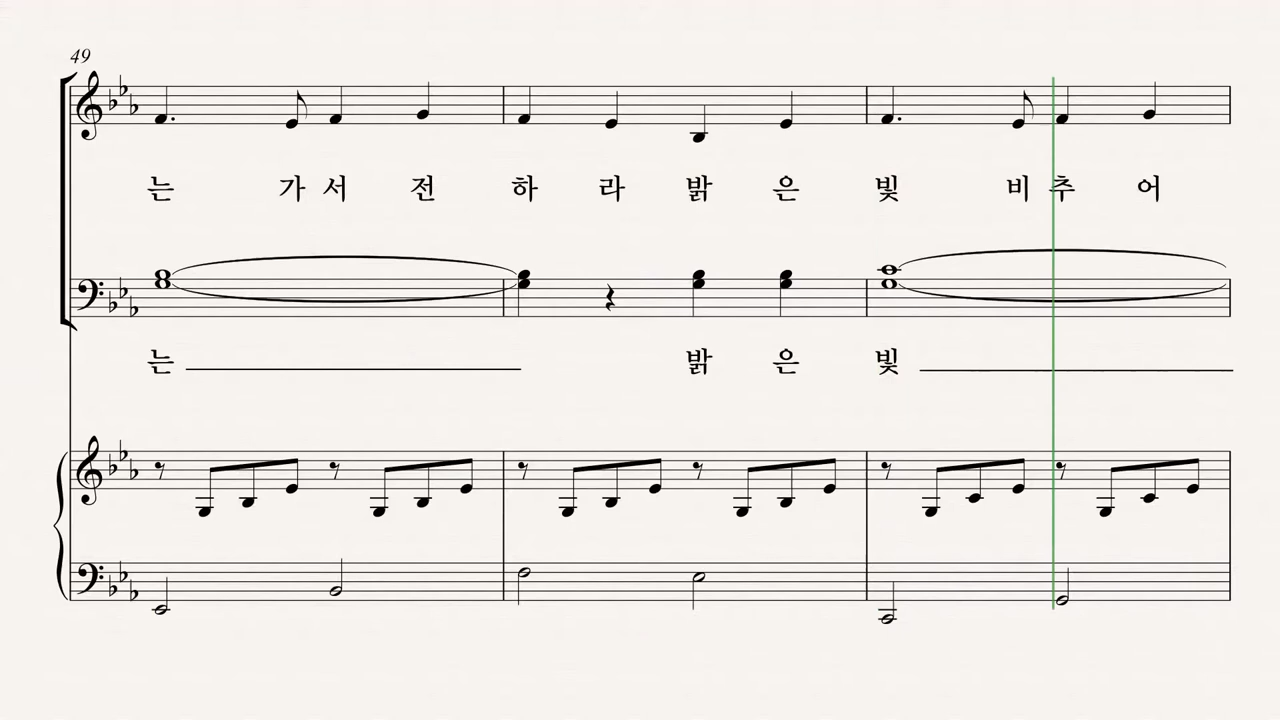 49
는 가 서 전 하 라 밝 은 빛 비 추 어
는 밝 은 빛